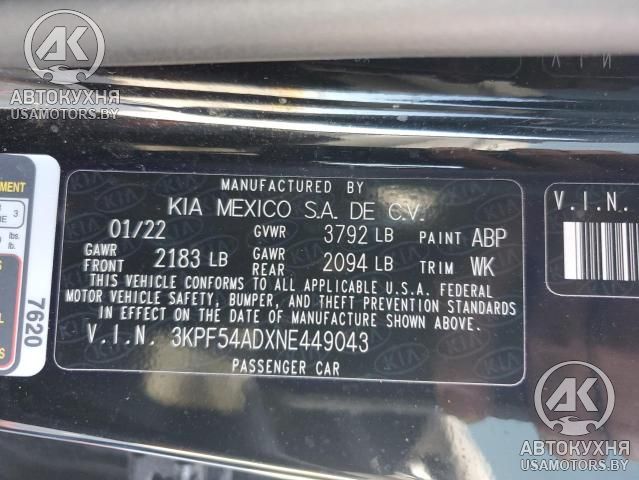 АВТОКУХНЯ
USAMOTORS.BY
MANUFACTURED BY
KIA MEXICO S.A. DE C.V.
01/22 GVWR 3792 LB PAINT ABP
GAWR FRONT 2183 LB GAWR REAR 2094 LB TRIM WK
THIS VEHICLE CONFORMS TO ALL APPLICABLE U.S.A. FEDERAL
MOTOR VEHICLE SAFETY, BUMPER, AND THEFT PREVENTION STANDARDS
IN EFFECT ON THE DATE OF MANUFACTURE SHOWN ABOVE.
V.I.N. 3KPF54ADXNE449043
PASSENGER CAR
7620
V.I.N.
3
lbs.
АВТОКУХНЯ
USAMOTORS.BY